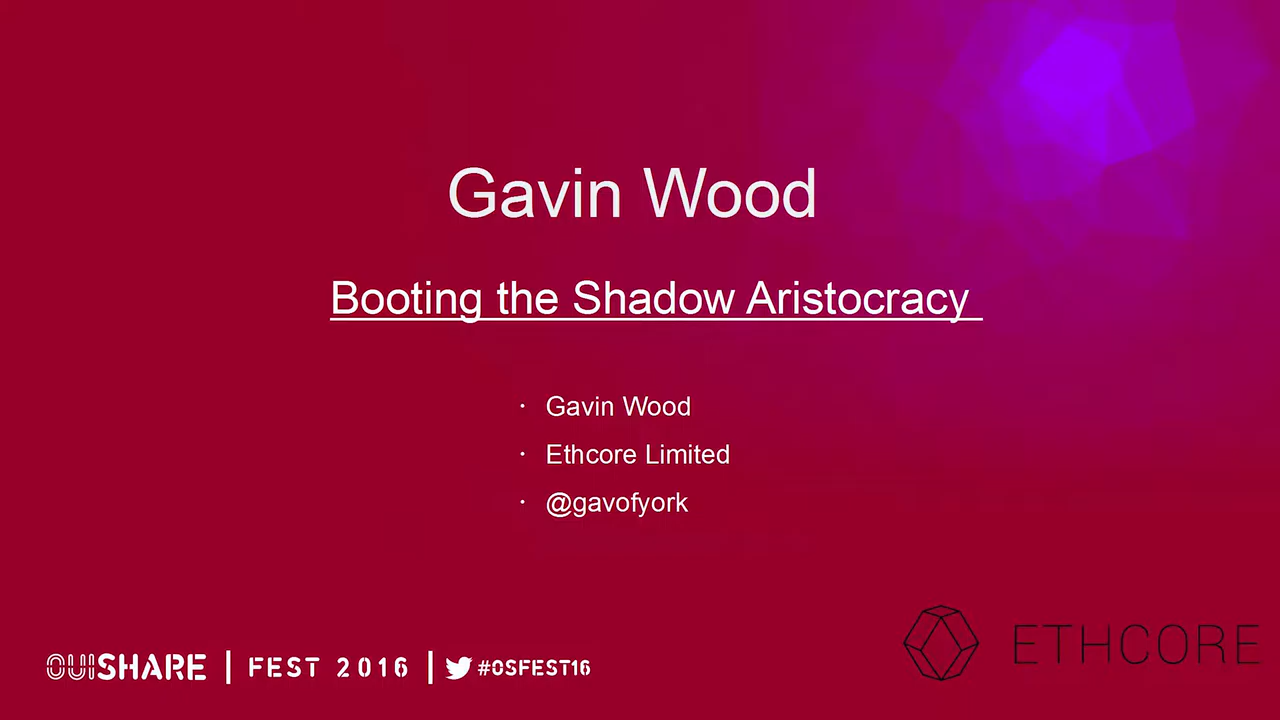 Gavin Wood
Booting the Shadow Aristocracy
· Gavin Wood
· Ethcore Limited
· @gavofyork
OUISHARE | FEST 2016 | #OSFEST16
ETHCORE